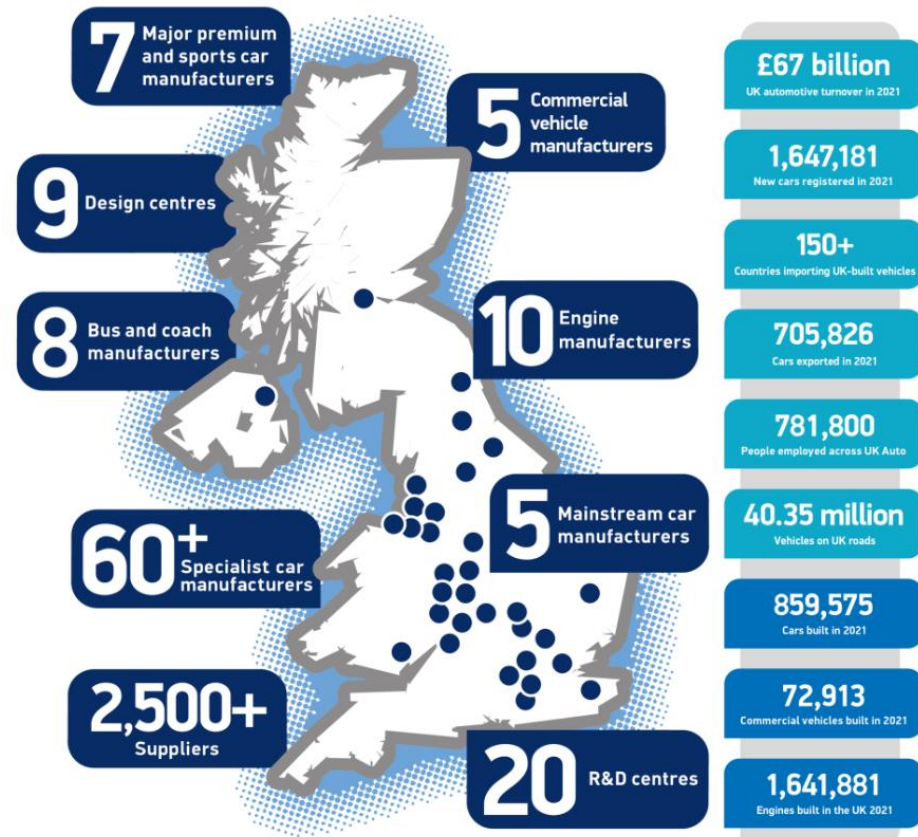 7
Major premium
and sports car
manufacturers
5
Commercial
vehicle
manufacturers
9
Design centres
8
Bus and coach
manufacturers
10
Engine
manufacturers
60+
Specialist car
manufacturers
5
Mainstream car
manufacturers
2,500+
Suppliers
20
R&D centres
£67 billion
UK automotive turnover in 2021
1,647,181
New cars registered in 2021
150+
Countries importing UK-built vehicles
705,826
Cars exported in 2021
781,800
People employed across UK Auto
40.35 million
Vehicles on UK roads
859,575
Cars built in 2021
72,913
Commercial vehicles built in 2021
1,641,881
Engines built in the UK 2021